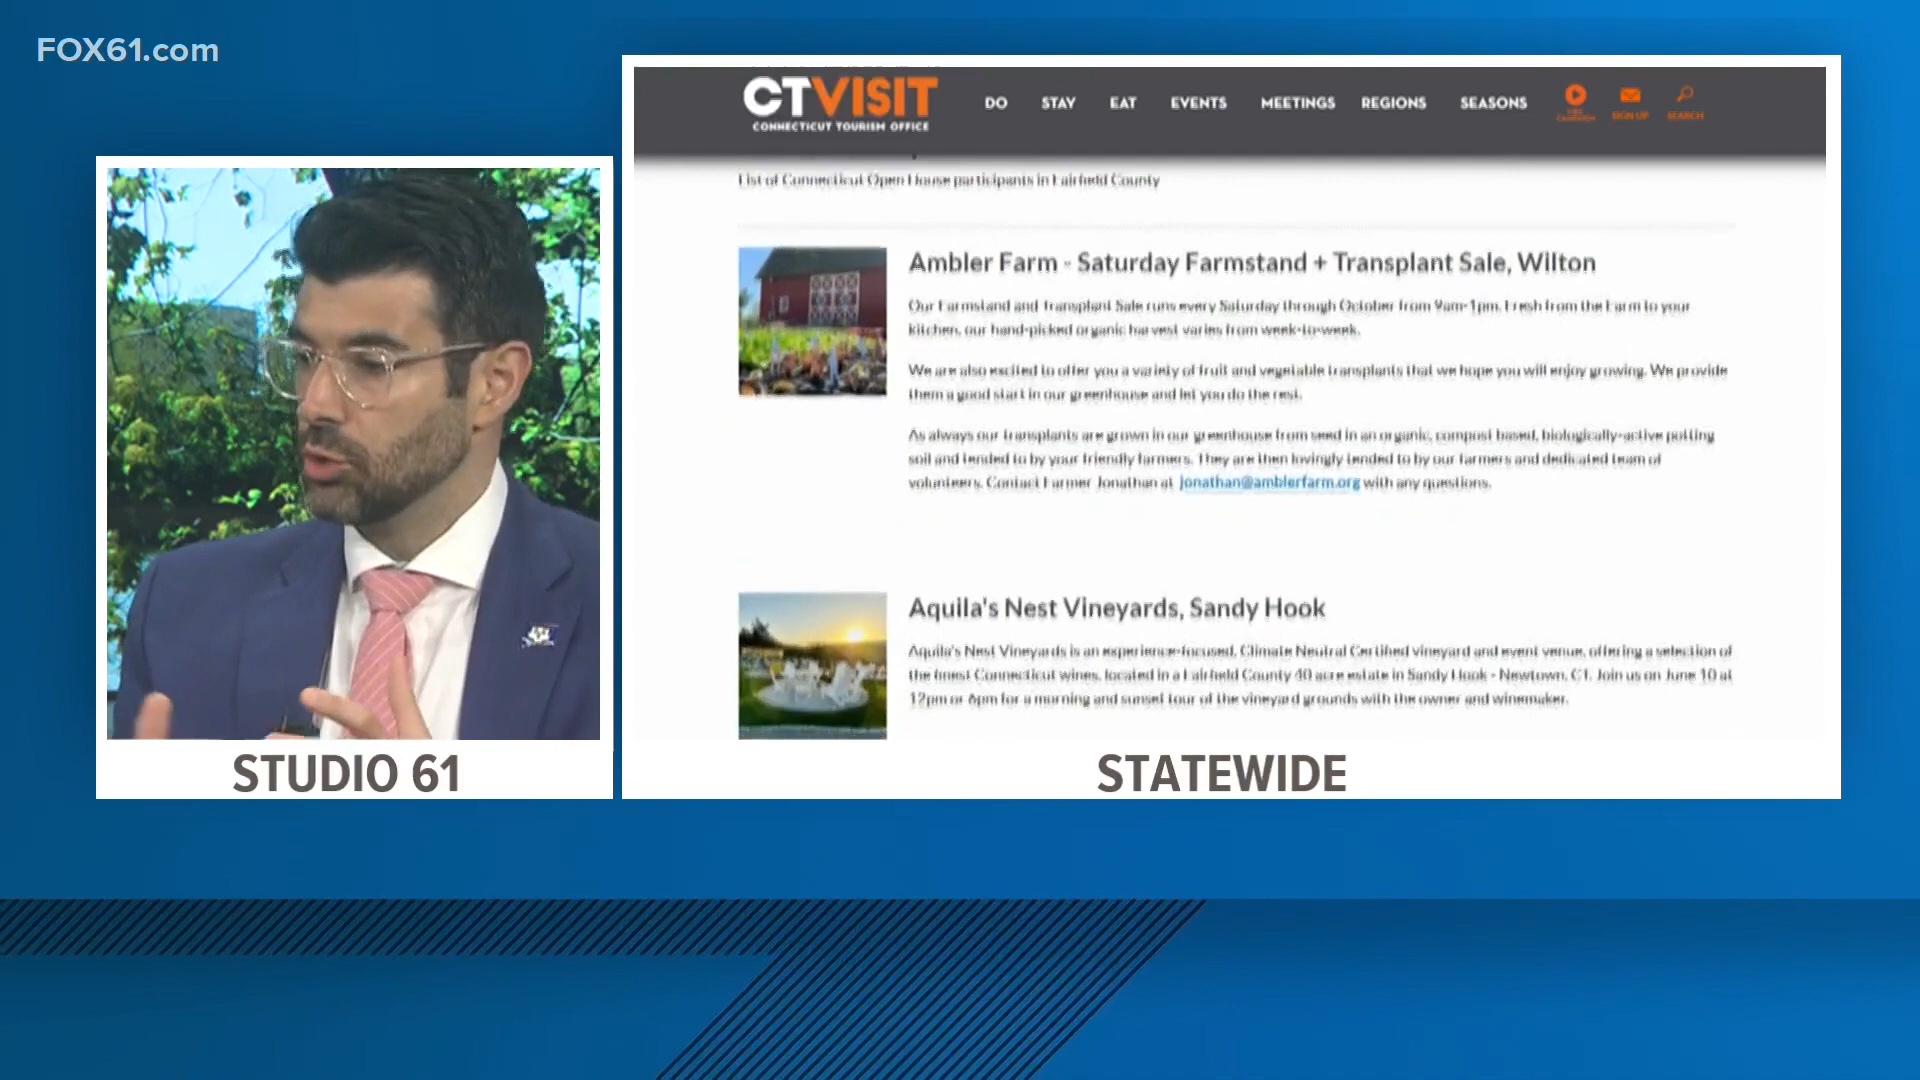 FOX61.com
CTVISIT
CONNECTICUT TOURISM OFFICE
DO STAY EAT EVENTS MEETINGS REGIONS SEASONS
SIGN UP SEARCH
List of Connecticut Open House participants in Fairfield County
Ambler Farm - Saturday Farmstand + Transplant Sale, Wilton
Our Farmstand and Transplant Sale runs every Saturday through October from 9am-1pm. Fresh from the Farm to your
kitchen, our hand-picked organic harvest varies from week-to-week.
We are also excited to offer you a variety of fruit and vegetable transplants that we hope you will enjoy growing. We provide
them a good start in our greenhouse and let you do the rest.
As always our transplants are grown in our greenhouse from seed in an organic, compost based, biologically-active potting
soil and tended to by your friendly farmers. They are then lovingly tended to by our farmers and dedicated team of
volunteers. Contact Farmer Jonathan at jonathan@amblerfarm.org with any questions.
Aquila's Nest Vineyards, Sandy Hook
Aquila's Nest Vineyards is an experience-focused, Climate Neutral Certified vineyard and event venue, offering a selection of
the finest Connecticut wines, located in a Fairfield County 40 acre estate in Sandy Hook - Newtown, CT. Join us on June 10 at
12pm or 6pm for a morning and sunset tour of the vineyard grounds with the owner and winemaker.
STUDIO 61
STATEWIDE